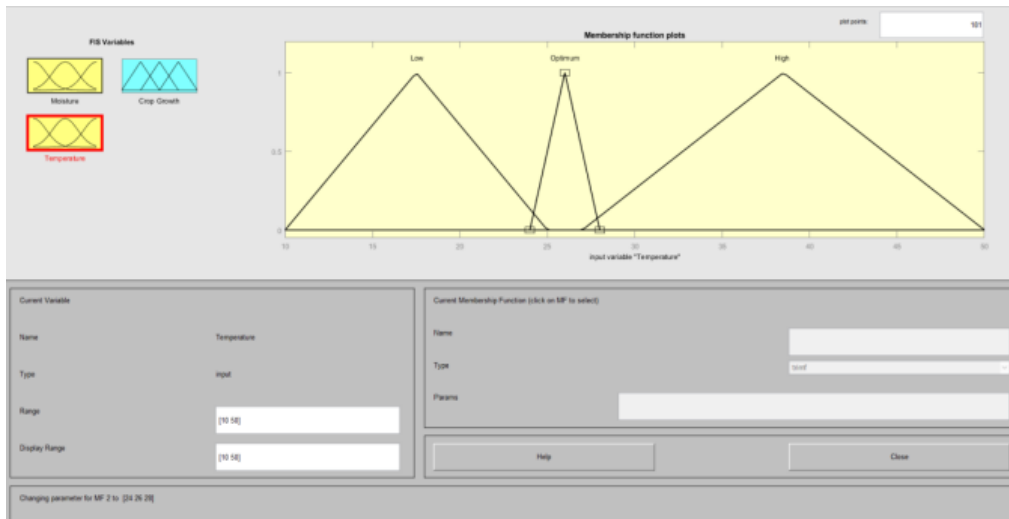 plot points:
101
FIS Variables
Membership function plots
Low
Optimum
High
Moisture
Crop Growth
Temperature
1
0.5
0
10
15
20
25
30
35
40
45
50
input variable "Temperature"
Current Variable
Name
Temperature
Type
input
Range
[10 50]
Display Range
[10 50]
Current Membership Function (click on MF to select)
Name
Type
trimf
Params
Help
Close
Changing parameter for MF 2 to [24 26 28]